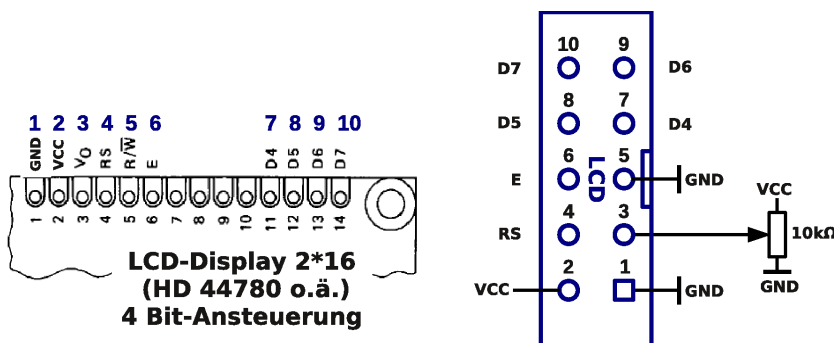 1 2 3 4 5 6 7 8 9 10
GND VCC VO RS R/W E D4 D5 D6 D7
1 2 3 4 5 6 7 8 9 10 11 12 13 14
LCD-Display 2*16
(HD 44780 o.ä.)
4 Bit-Ansteuerung
10 9
D7 D6
8 7
D5 D4
6 5
E LCD GND
4 3
RS
VCC
10kΩ
GND
2 1
VCC GND